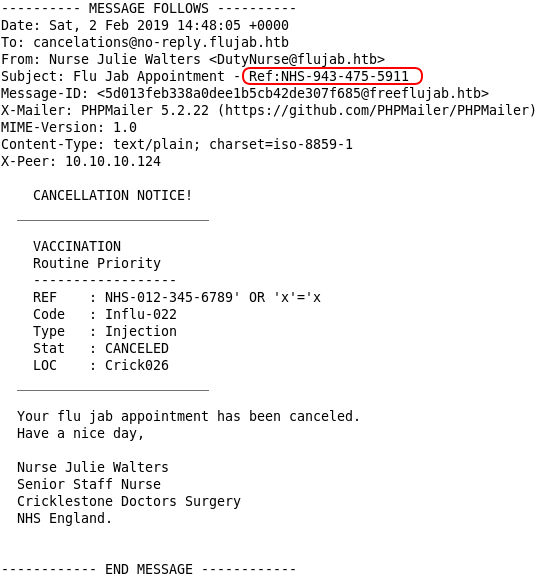 ---------- MESSAGE FOLLOWS ----------
Date: Sat, 2 Feb 2019 14:48:05 +0000
To: cancelations@no-reply.flujab.htb
From: Nurse Julie Walters <DutyNurse@flujab.htb>
Subject: Flu Jab Appointment - Ref:NHS-943-475-5911
Message-ID: <5d013feb338a0dee1b5cb42de307f685@freeflujab.htb>
X-Mailer: PHPMailer 5.2.22 (https://github.com/PHPMailer/PHPMailer)
MIME-Version: 1.0
Content-Type: text/plain; charset=iso-8859-1
X-Peer: 10.10.10.124
CANCELLATION NOTICE!
________________________
VACCINATION
Routine Priority
------------------
REF    : NHS-012-345-6789' OR 'x'='x
Code   : Influ-022
Type   : Injection
Stat   : CANCELED
LOC    : Crick026
________________________
Your flu jab appointment has been canceled.
Have a nice day,
Nurse Julie Walters
Senior Staff Nurse
Cricklestone Doctors Surgery
NHS England.
------------ END MESSAGE ------------